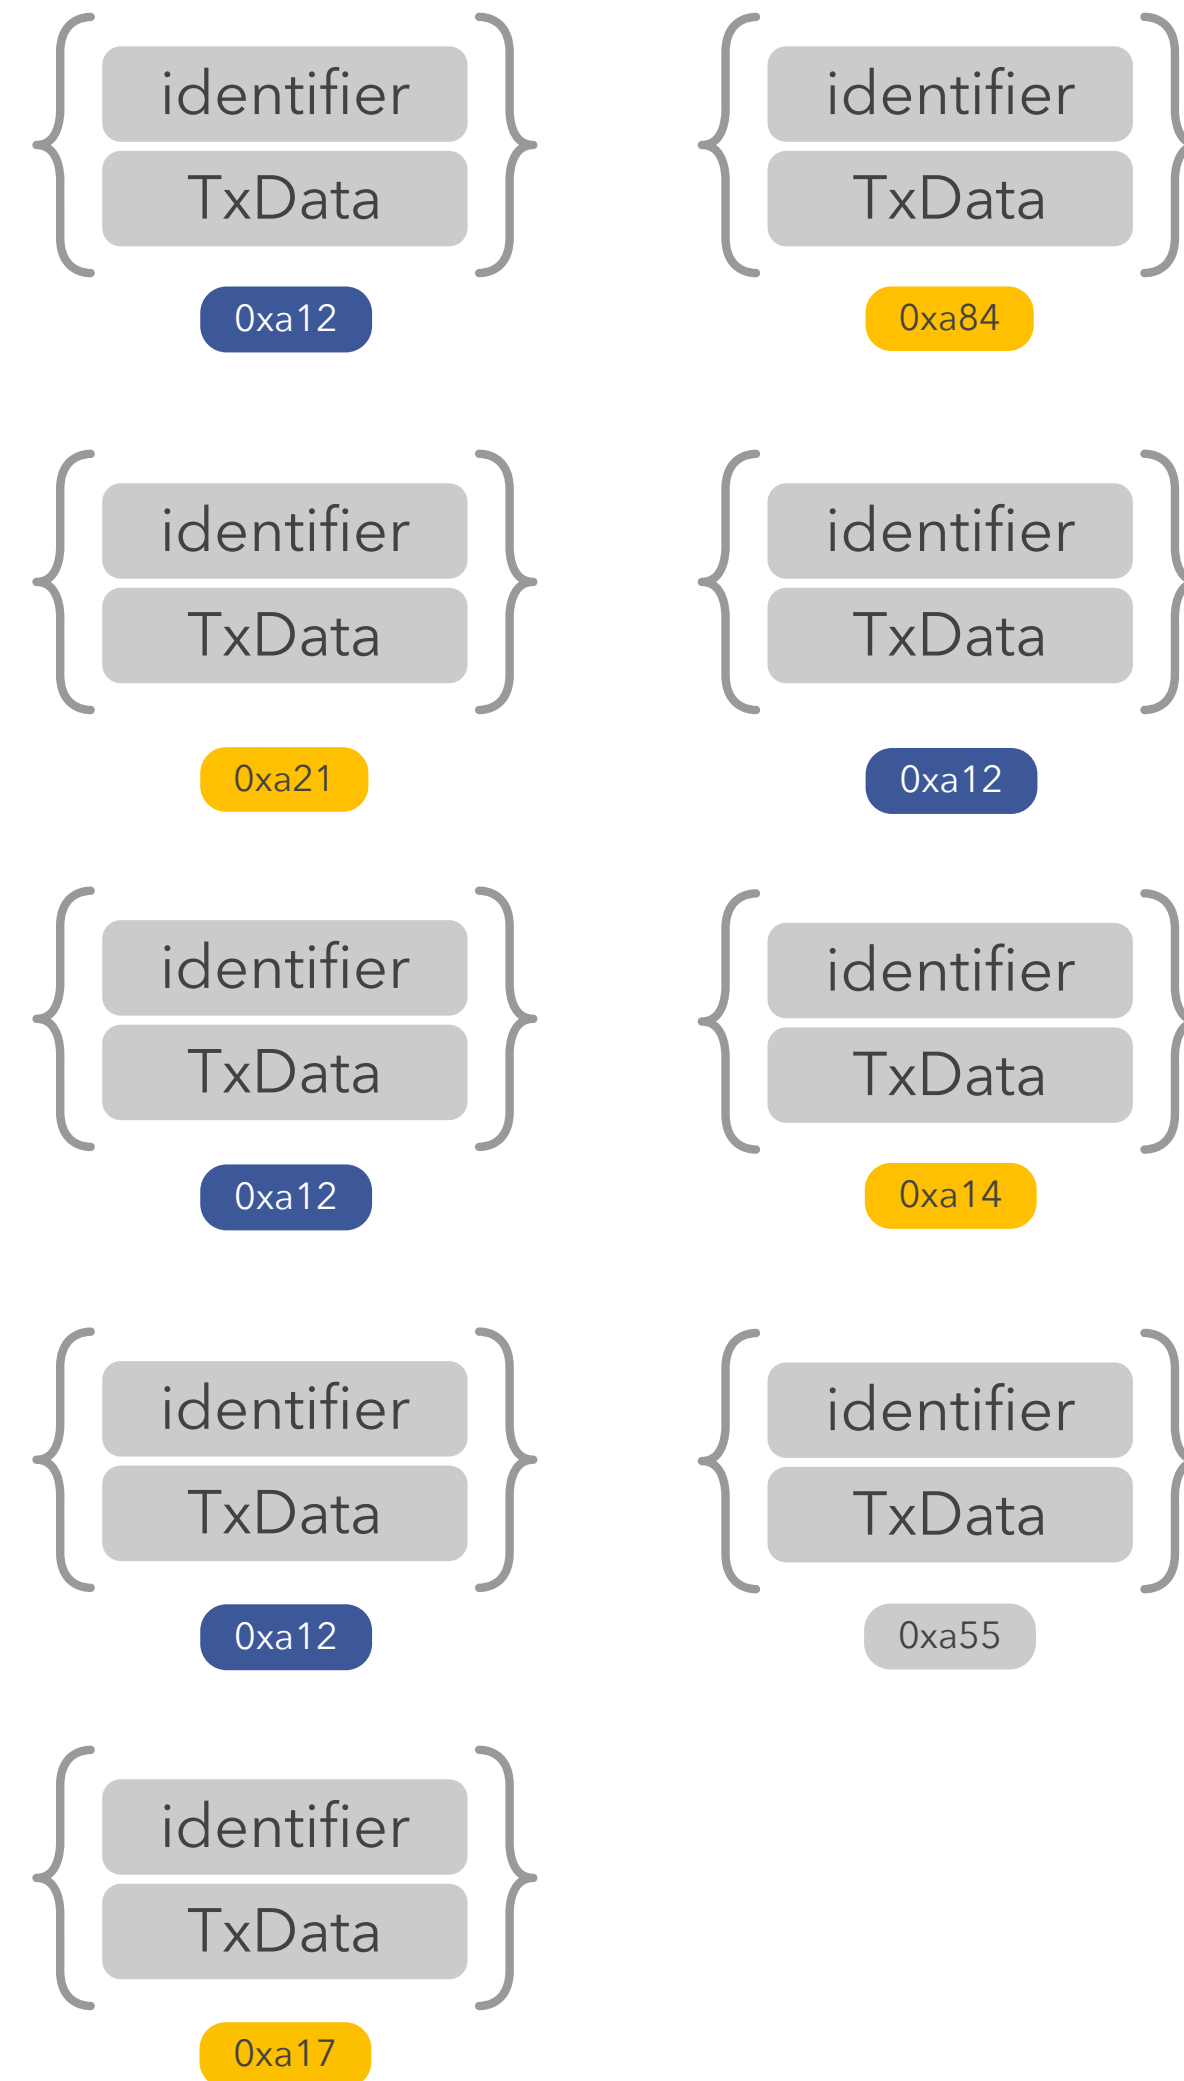 identifier
TxData
0xa12
identifier
TxData
0xa84
identifier
TxData
0xa21
identifier
TxData
0xa12
identifier
TxData
0xa12
identifier
TxData
0xa14
identifier
TxData
0xa12
identifier
TxData
0xa55
identifier
TxData
0xa17